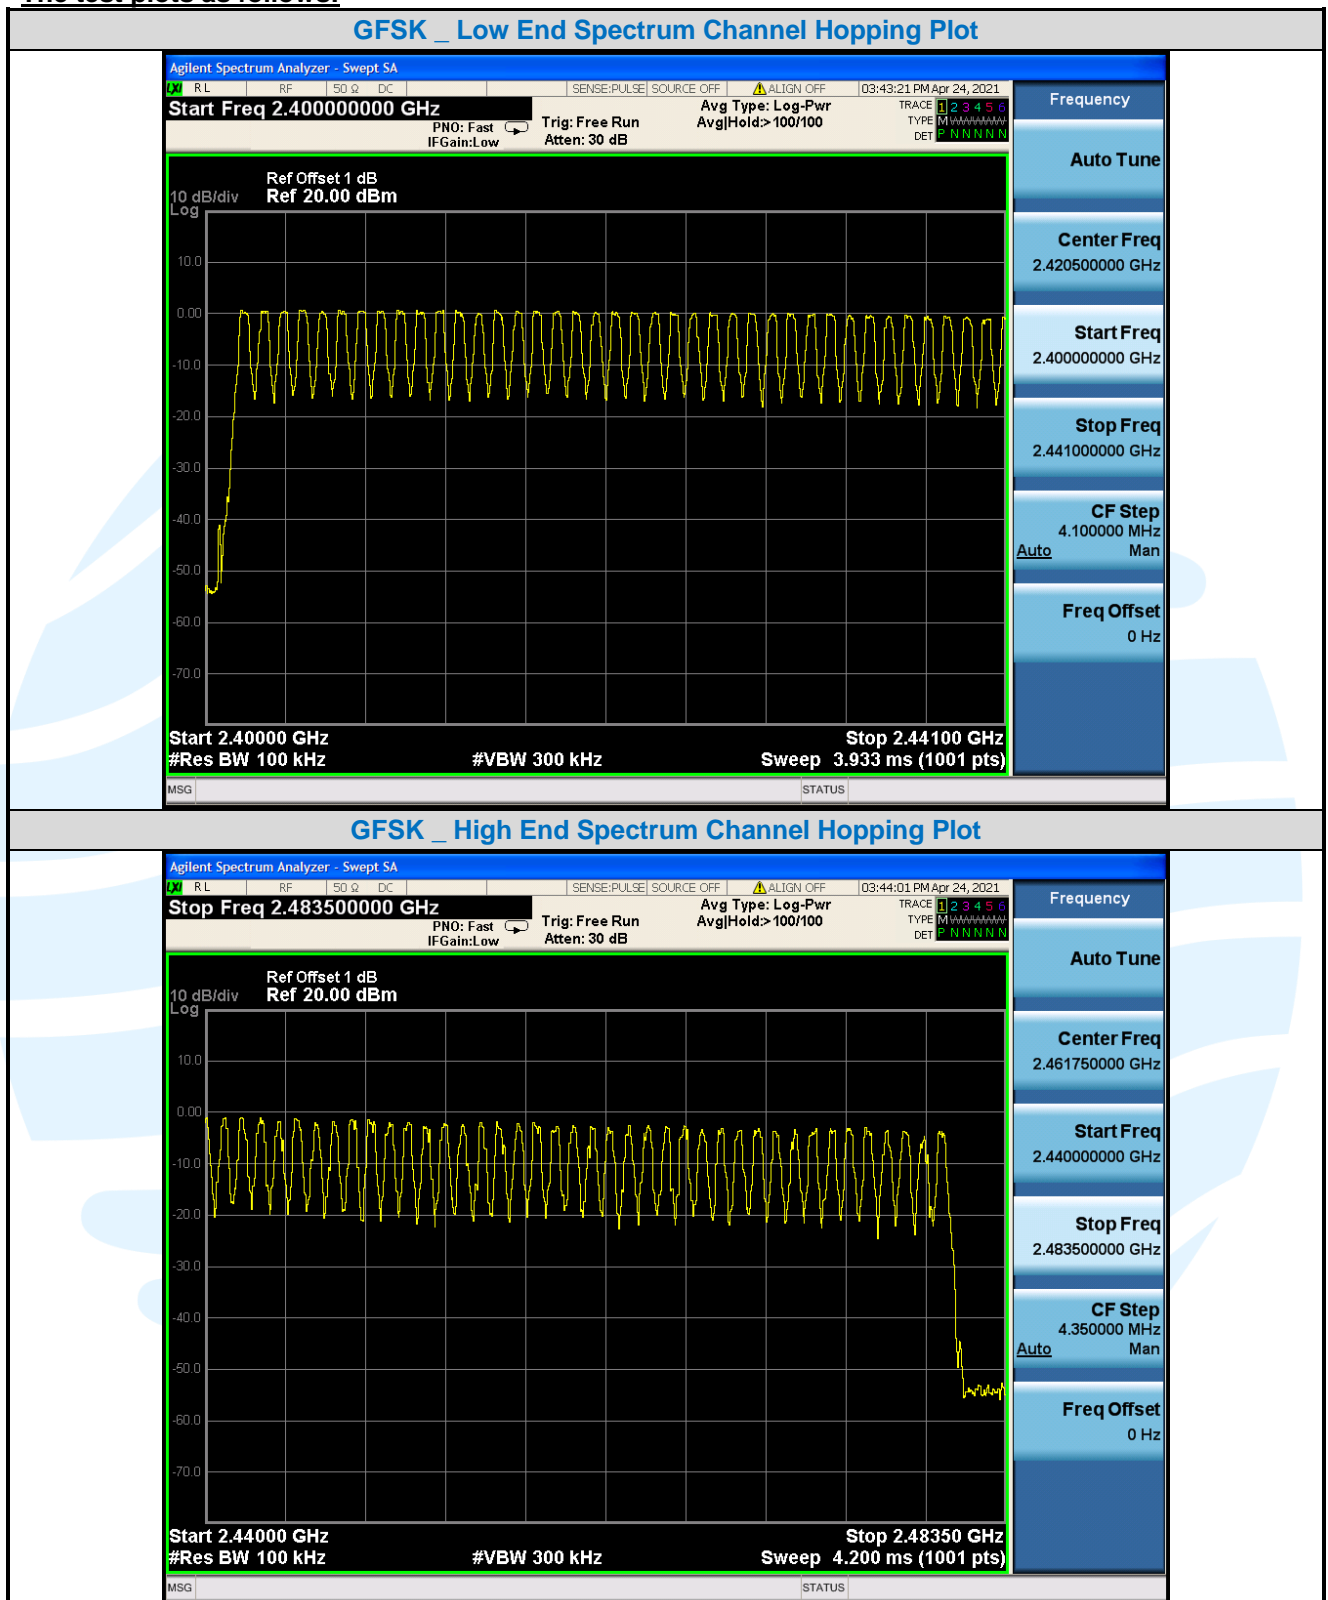 The test plots as follows:
GFSK _ Low End Spectrum Channel Hopping Plot
Agilent Spectrum Analyzer - Swept SA
LXI RL RF 50 Ω DC SENSE:PULSE SOURCE OFF ALIGN OFF 03:43:21 PM Apr 24, 2021
Start Freq 2.400000000 GHz
PNO: Fast
IFGain:Low
Trig: Free Run
Atten: 30 dB
Avg Type: Log-Pwr
Avg|Hold:>100/100
TRACE 1 2 3 4 5 6
TYPE M WWWWW
DET P N N N N N
Ref Offset 1 dB
10 dB/div Ref 20.00 dBm
Log
10.0
0.00
-10.0
-20.0
-30.0
-40.0
-50.0
-60.0
-70.0
Start 2.40000 GHz Stop 2.44100 GHz
#Res BW 100 kHz #VBW 300 kHz Sweep 3.933 ms (1001 pts)
MSG STATUS
Frequency
Auto Tune
Center Freq
2.420500000 GHz
Start Freq
2.400000000 GHz
Stop Freq
2.441000000 GHz
CF Step
4.100000 MHz
Auto Man
Freq Offset
0 Hz
GFSK _ High End Spectrum Channel Hopping Plot
Agilent Spectrum Analyzer - Swept SA
LXI RL RF 50 Ω DC SENSE:PULSE SOURCE OFF ALIGN OFF 03:44:01 PM Apr 24, 2021
Stop Freq 2.483500000 GHz
PNO: Fast
IFGain:Low
Trig: Free Run
Atten: 30 dB
Avg Type: Log-Pwr
Avg|Hold:>100/100
TRACE 1 2 3 4 5 6
TYPE M WWWWW
DET P N N N N N
Ref Offset 1 dB
10 dB/div Ref 20.00 dBm
Log
10.0
0.00
-10.0
-20.0
-30.0
-40.0
-50.0
-60.0
-70.0
Start 2.44000 GHz Stop 2.48350 GHz
#Res BW 100 kHz #VBW 300 kHz Sweep 4.200 ms (1001 pts)
MSG STATUS
Frequency
Auto Tune
Center Freq
2.461750000 GHz
Start Freq
2.440000000 GHz
Stop Freq
2.483500000 GHz
CF Step
4.350000 MHz
Auto Man
Freq Offset
0 Hz